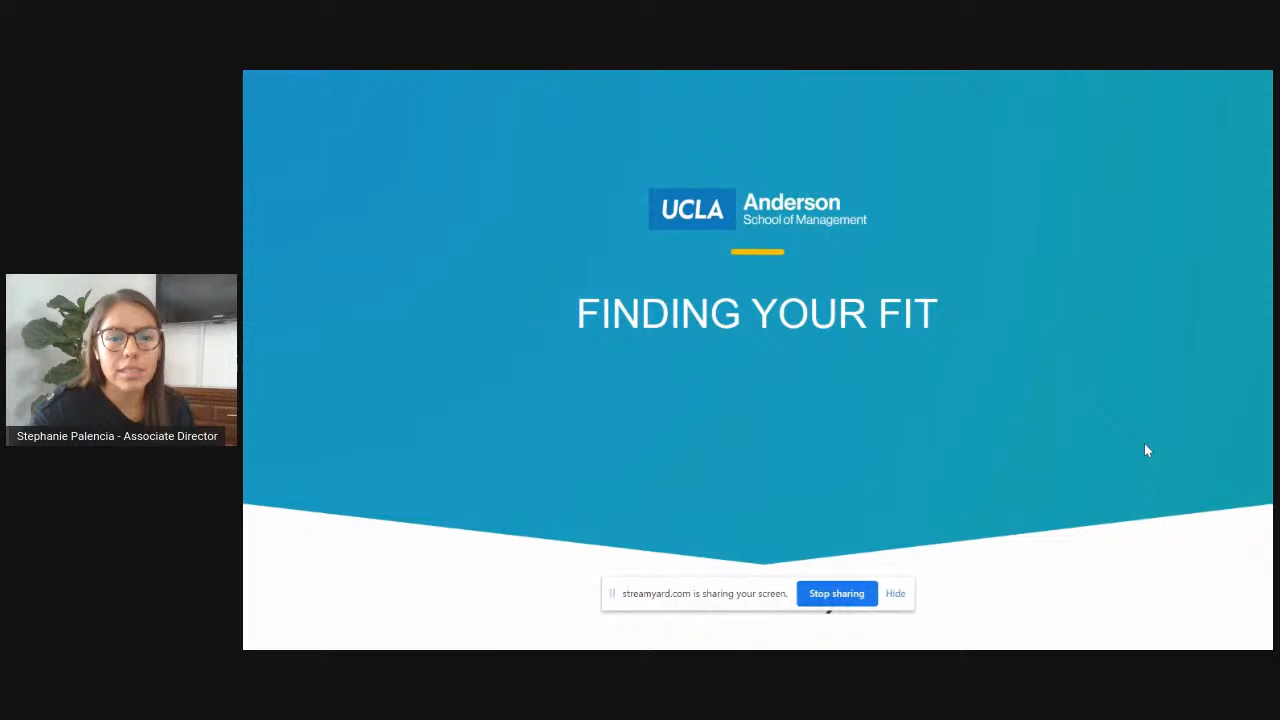 UCLA Anderson
School of Management
FINDING YOUR FIT
Stephanie Palencia - Associate Director
streamyard.com is sharing your screen. Stop sharing Hide